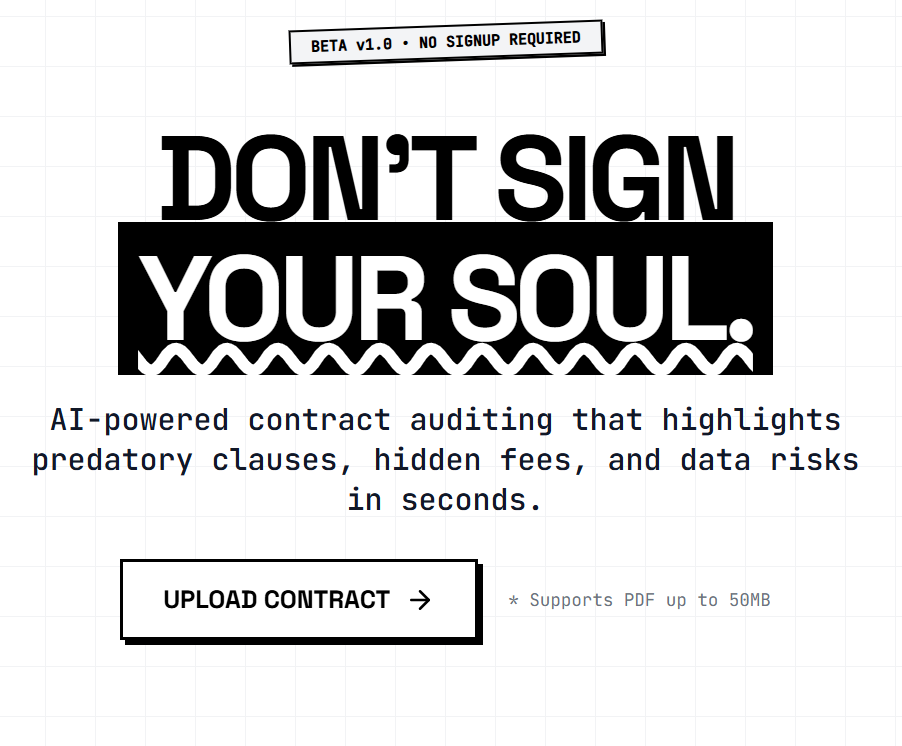 BETA v1.0 • NO SIGNUP REQUIRED
DON’T SIGN
YOUR SOUL.
AI-powered contract auditing that highlights
predatory clauses, hidden fees, and data risks
in seconds.
UPLOAD CONTRACT →
* Supports PDF up to 50MB